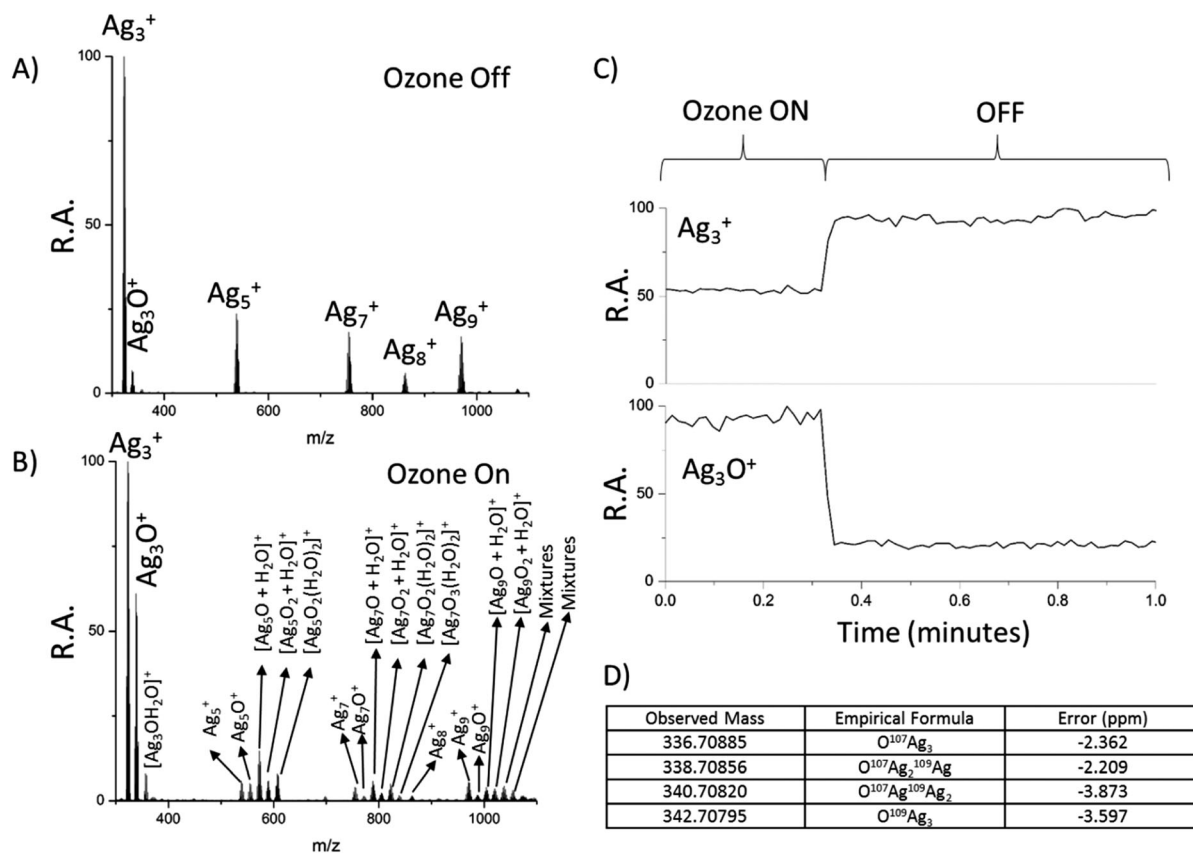 A)
Ag₃⁺
Ozone Off
100
50
0
R.A.
Ag₃O⁺
Ag₅⁺
Ag₇⁺
Ag₈⁺
Ag₉⁺
400
600
800
1000
m/z
B)
Ag₃⁺
Ozone On
100
50
0
R.A.
Ag₃O⁺
[Ag₃OH₂O]⁺
Ag₅⁺
Ag₅O⁺
[Ag₅O + H₂O]⁺
[Ag₅O₂ + H₂O]⁺
[Ag₅O₂(H₂O)₂]⁺
Ag₇⁺
Ag₇O⁺
[Ag₇O + H₂O]⁺
[Ag₇O₂ + H₂O]⁺
[Ag₇O₂(H₂O)₂]⁺
[Ag₇O₃(H₂O)₂]⁺
Ag₈⁺
Ag₉⁺
Ag₉O⁺
[Ag₉O + H₂O]⁺
[Ag₉O₂ + H₂O]⁺
Mixtures
Mixtures
400
600
800
1000
m/z
C)
Ozone ON
OFF
100
50
0
R.A.
Ag₃⁺
100
50
0
R.A.
Ag₃O⁺
0.0
0.2
0.4
0.6
0.8
1.0
Time (minutes)
D)
Observed Mass Empirical Formula Error (ppm)
336.70885 O¹⁰⁷Ag₃ -2.362
338.70856 O¹⁰⁷Ag₂¹⁰⁹Ag -2.209
340.70820 O¹⁰⁷Ag¹⁰⁹Ag₂ -3.873
342.70795 O¹⁰⁹Ag₃ -3.597